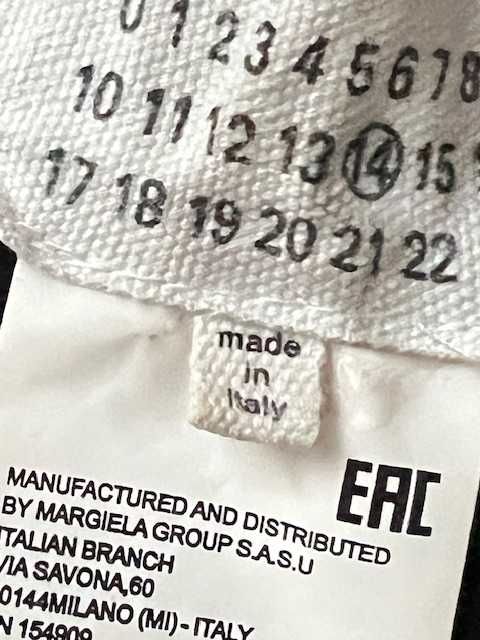 0 1 2 3 4 5 6 7 8
10 11 12 13 14 15
17 18 19 20 21 22
made
in
Italy
EAC
MANUFACTURED AND DISTRIBUTED
BY MARGIELA GROUP S.A.S.U
ITALIAN BRANCH
VIA SAVONA,60
0144MILANO (MI) - ITALY
N 154909